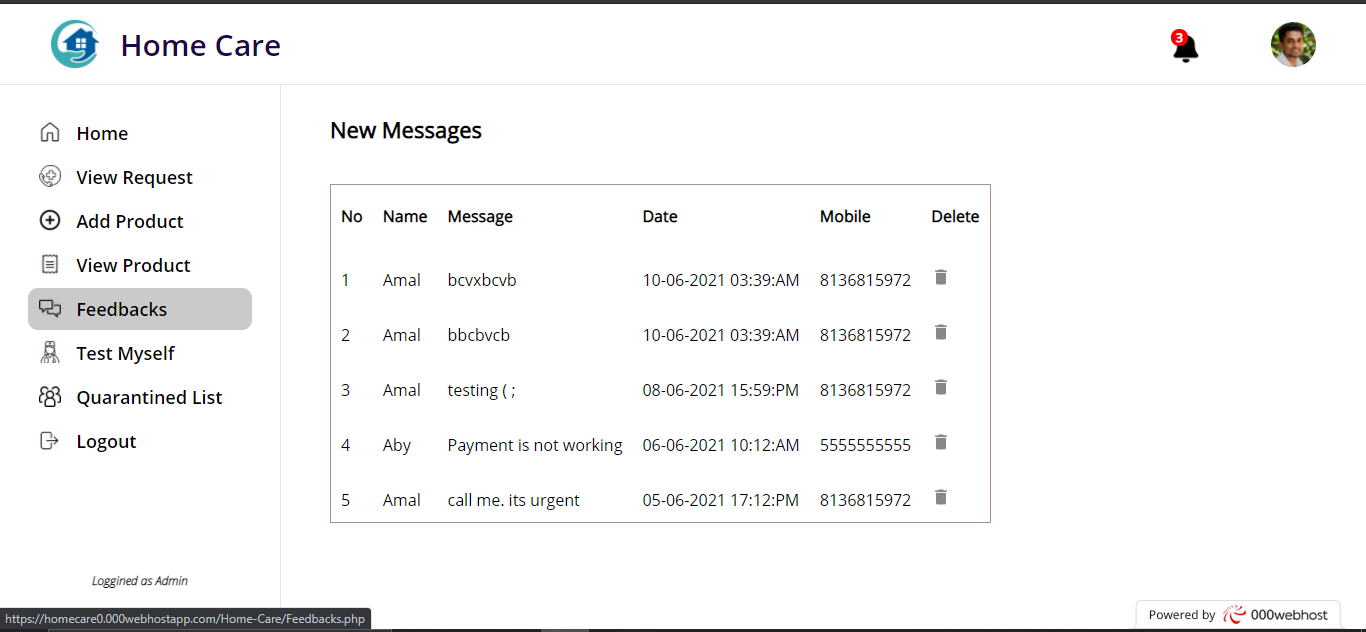 Home Care
3
Home
View Request
Add Product
View Product
Feedbacks
Test Myself
Quarantined List
Logout
Loggined as Admin
New Messages
No Name Message Date Mobile Delete
1 Amal bcvxbcvb 10-06-2021 03:39:AM 8136815972
2 Amal bbcbvcb 10-06-2021 03:39:AM 8136815972
3 Amal testing ( ; 08-06-2021 15:59:PM 8136815972
4 Aby Payment is not working 06-06-2021 10:12:AM 5555555555
5 Amal call me. its urgent 05-06-2021 17:12:PM 8136815972
https://homecare0.000webhostapp.com/Home-Care/Feedbacks.php
Powered by 000webhost